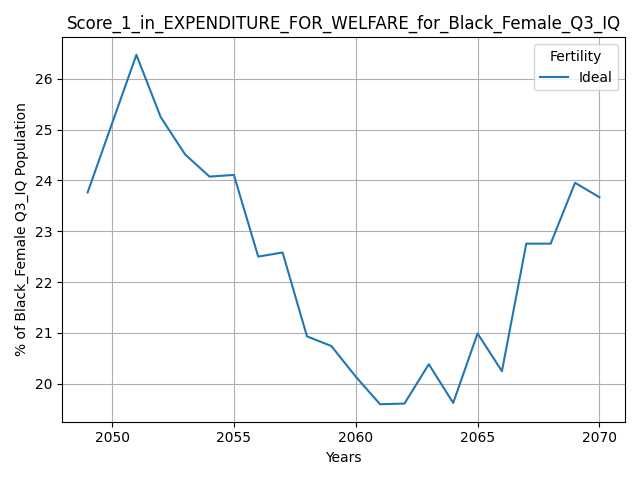 Score_1_in_EXPENDITURE_FOR_WELFARE_for_Black_Female_Q3_IQ
Fertility
Ideal
% of Black_Female Q3_IQ Population
26
25
24
23
22
21
20
2050 2055 2060 2065 2070
Years